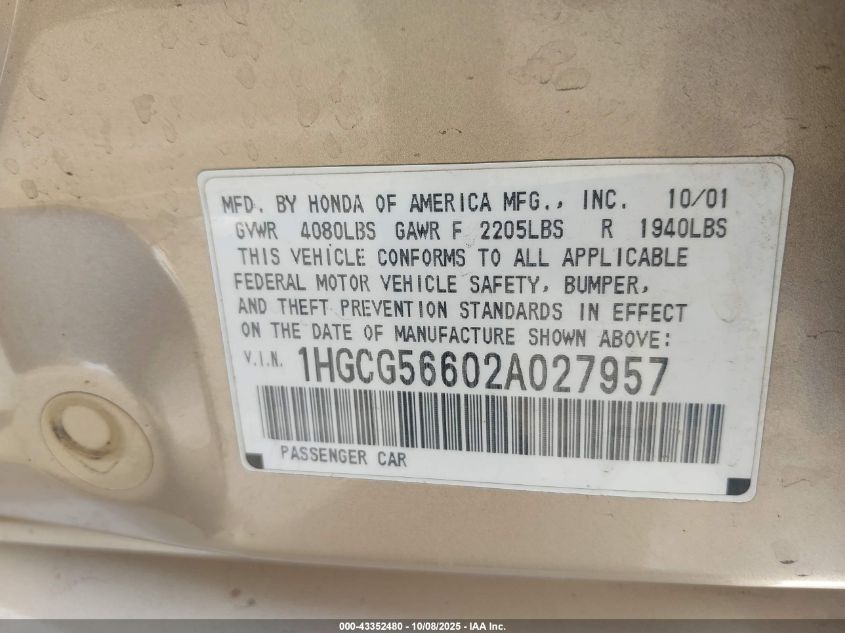 MFD. BY HONDA OF AMERICA MFG., INC. 10/01
GVWR 4080LBS GAWR F 2205LBS R 1940LBS
THIS VEHICLE CONFORMS TO ALL APPLICABLE
FEDERAL MOTOR VEHICLE SAFETY, BUMPER,
AND THEFT PREVENTION STANDARDS IN EFFECT
ON THE DATE OF MANUFACTURE SHOWN ABOVE:
V.I.N. 1HGCG56602A027957
PASSENGER CAR
000-43352480 - 10/08/2025 - IAA Inc.